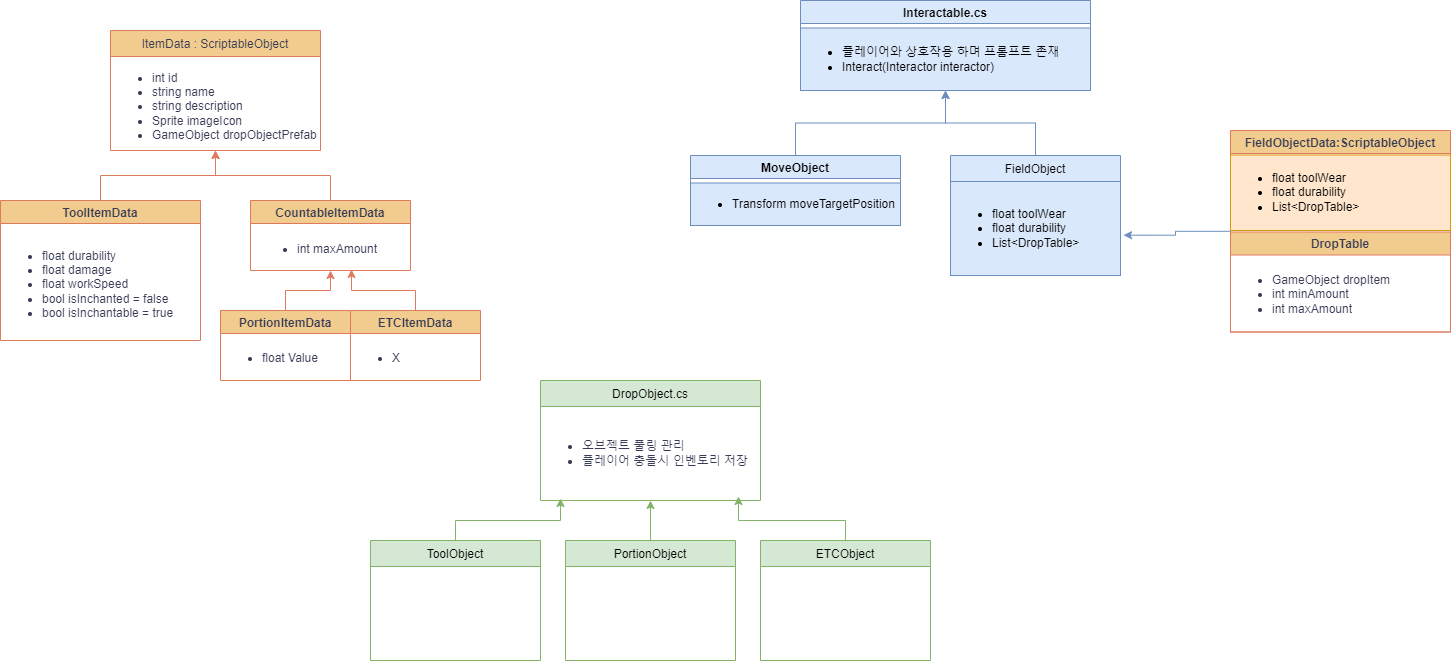 Interactable.cs
플레이어와 상호작용 하며 프롬프트 존재
Interact(Interactor interactor)
ItemData : ScriptableObject
int id
string name
string description
Sprite imageIcon
GameObject dropObjectPrefab
MoveObject
Transform moveTargetPosition
FieldObject
float toolWear
float durability
List<DropTable>
FieldObjectData:ScriptableObject
float toolWear
float durability
List<DropTable>
DropTable
GameObject dropItem
int minAmount
int maxAmount
ToolItemData
float durability
float damage
float workSpeed
bool isInchanted = false
bool isInchantable = true
CountableItemData
int maxAmount
PortionItemData
float Value
ETCItemData
X
DropObject.cs
오브젝트 풀링 관리
플레이어 충돌시 인벤토리 저장
ToolObject
PortionObject
ETCObject